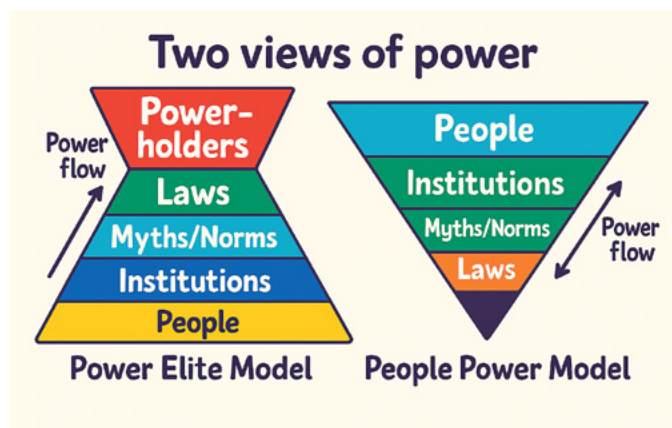 Two views of power
Power
flow
Power-
holders
Laws
Myths/Norms
Institutions
People
Power Elite Model
People
Institutions
Myths/Norms
Laws
Power
flow
People Power Model